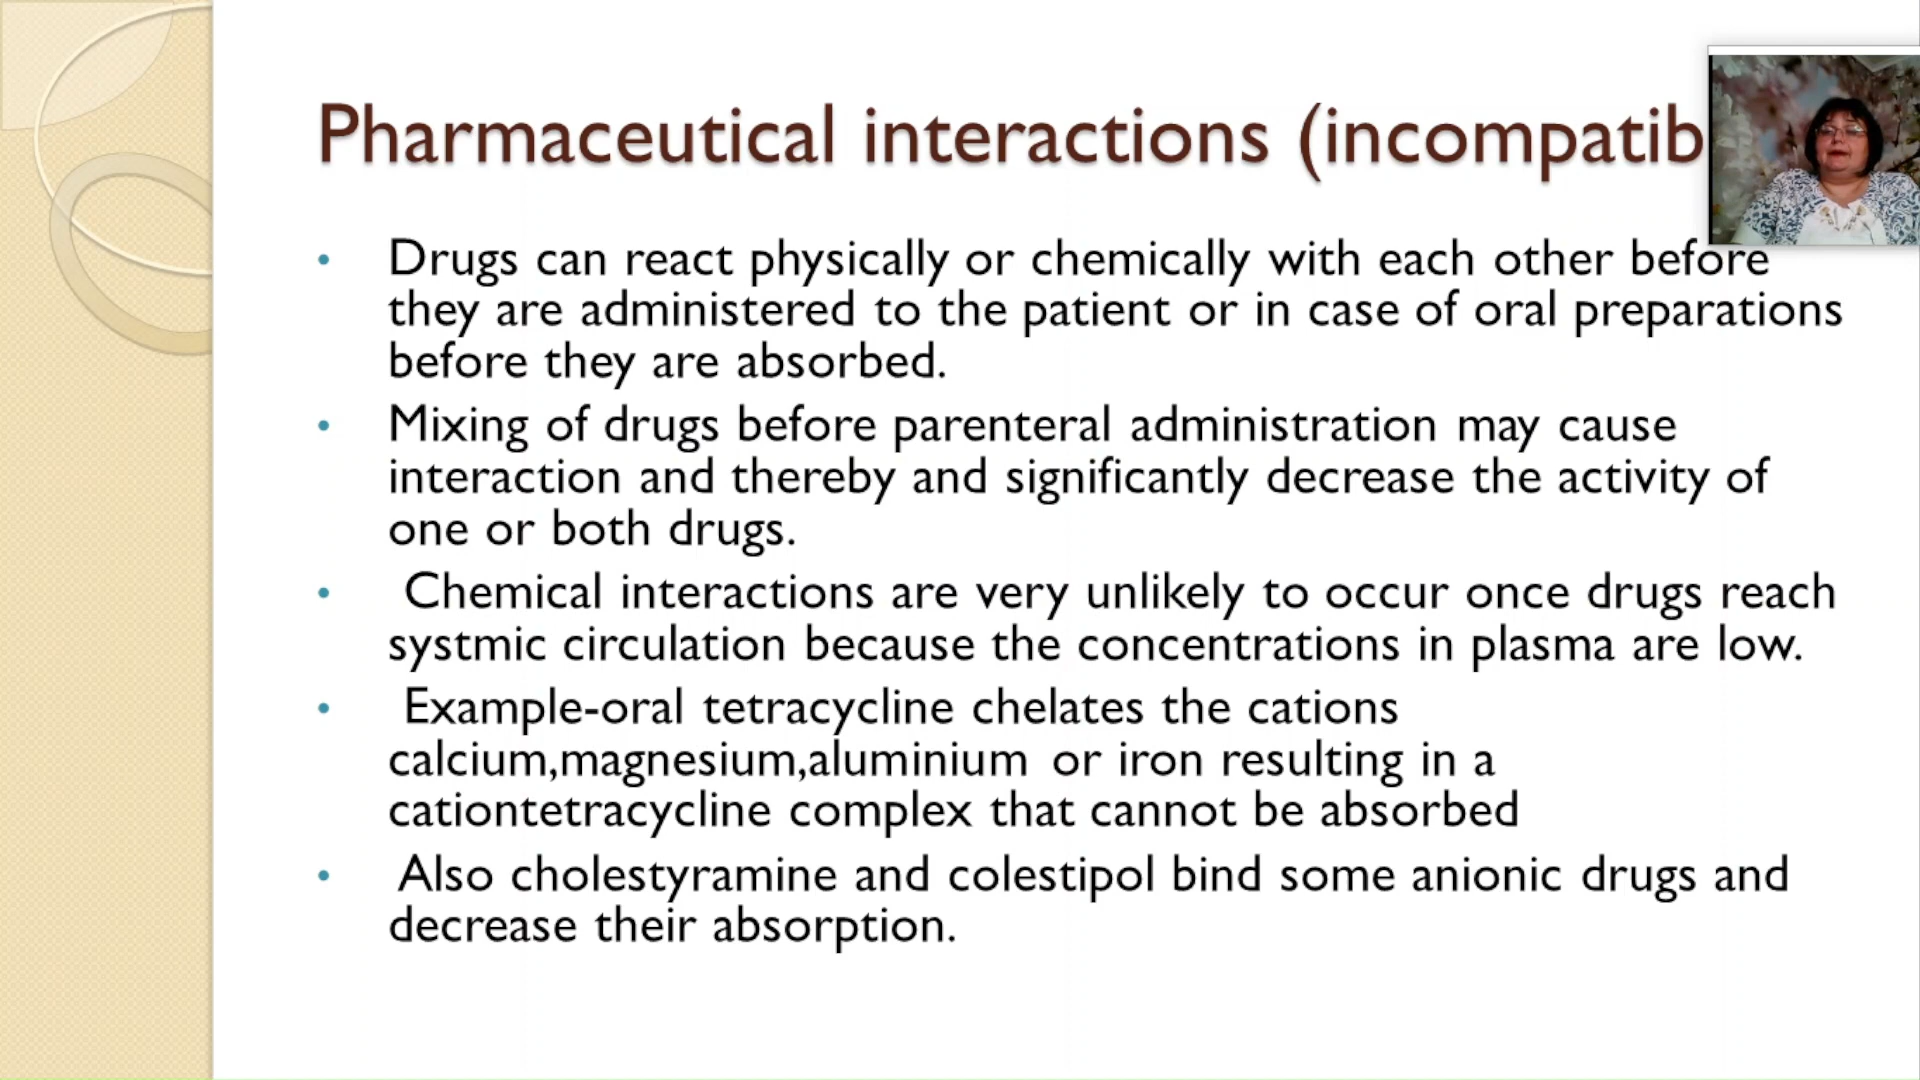 Pharmaceutical interactions (incompatib
• Drugs can react physically or chemically with each other before
they are administered to the patient or in case of oral preparations
before they are absorbed.
• Mixing of drugs before parenteral administration may cause
interaction and thereby and significantly decrease the activity of
one or both drugs.
• Chemical interactions are very unlikely to occur once drugs reach
systmic circulation because the concentrations in plasma are low.
• Example-oral tetracycline chelates the cations
calcium,magnesium,aluminium or iron resulting in a
cationtetracycline complex that cannot be absorbed
• Also cholestyramine and colestipol bind some anionic drugs and
decrease their absorption.